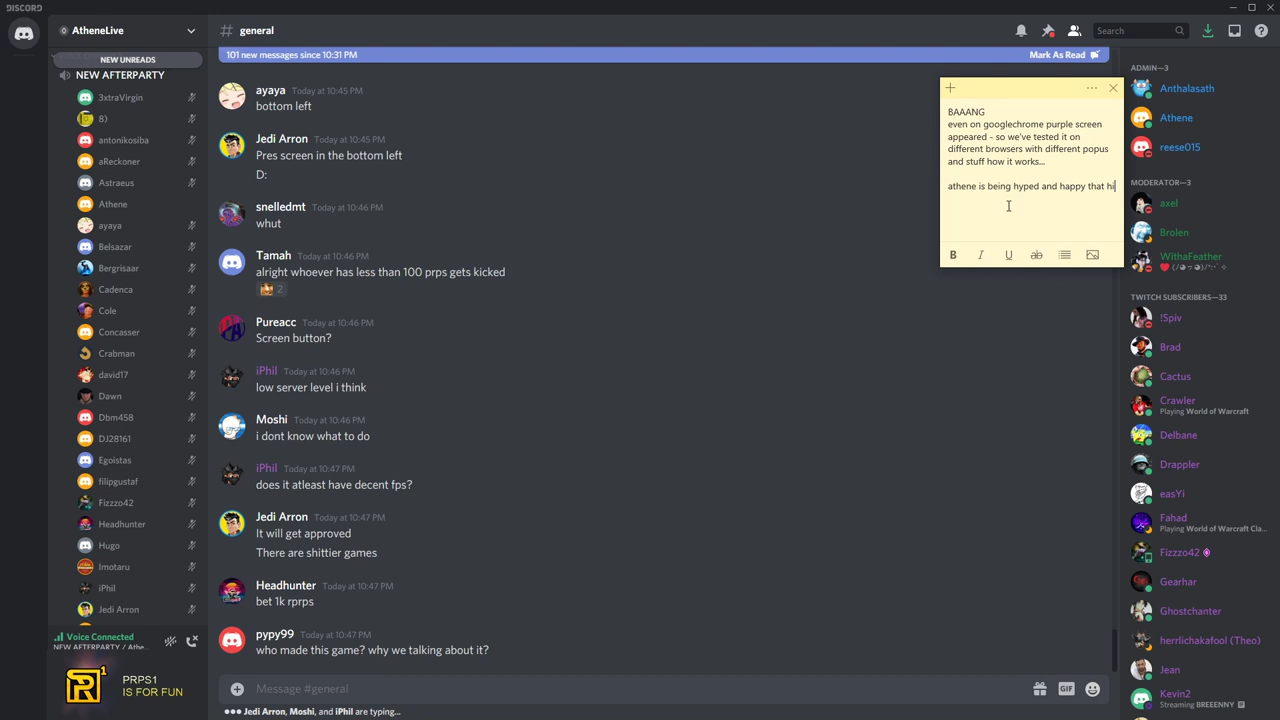 DISCORD
AtheneLive
NEW UNREADS
NEW AFTERPARTY
3xtraVirgin
8)
antonikosiba
aReckoner
Astraeus
Athene
ayaya
Belsazar
Bergrisaar
Cadenca
Cole
Concasser
Crabman
david17
Dawn
Dbm458
DJ28161
Egoistas
filipgustaf
Fizzzo42
Headhunter
Hugo
Imotaru
iPhil
Jedi Arron
Voice Connected
NEW AFTERPARTY / Athe...
R1
PRPS1
IS FOR FUN
# general
Search
101 new messages since 10:31 PM
Mark As Read
ayaya Today at 10:45 PM
bottom left
Jedi Arron Today at 10:45 PM
Pres screen in the bottom left
D:
snelledmt Today at 10:46 PM
whut
Tamah Today at 10:46 PM
alright whoever has less than 100 prps gets kicked
2
Pureacc Today at 10:46 PM
Screen button?
iPhil Today at 10:46 PM
low server level i think
Moshi Today at 10:46 PM
i dont know what to do
iPhil Today at 10:47 PM
does it atleast have decent fps?
Jedi Arron Today at 10:47 PM
It will get approved
There are shittier games
Headhunter Today at 10:47 PM
bet 1k rprps
pypy99 Today at 10:47 PM
who made this game? why we talking about it?
Message #general
GIF
Jedi Arron, Moshi, and iPhil are typing...
BAAANG
even on googlechrome purple screen
appeared - so we've tested it on
different browsers with different popus
and stuff how it works...
athene is being hyped and happy that hi
B I U ab
ADMIN—3
Anthalasath
Athene
reese015
MODERATOR—3
axel
Brolen
WithaFeather
TWITCH SUBSCRIBERS—33
!Spiv
Brad
Cactus
Crawler
Playing World of Warcraft
Delbane
Drappler
easYi
Fahad
Playing World of Warcraft Cla...
Fizzzo42
Gearhar
Ghostchanter
herrlichakafool (Theo)
Jean
Kevin2
Streaming BREEENNY